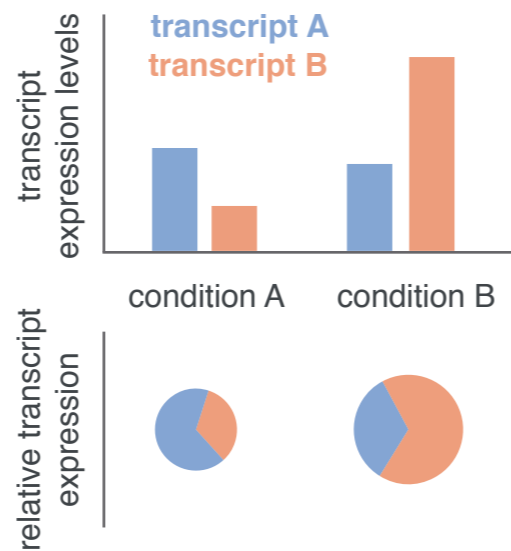 transcript A
transcript B
transcript
expression levels
condition A
condition B
relative transcript
expression